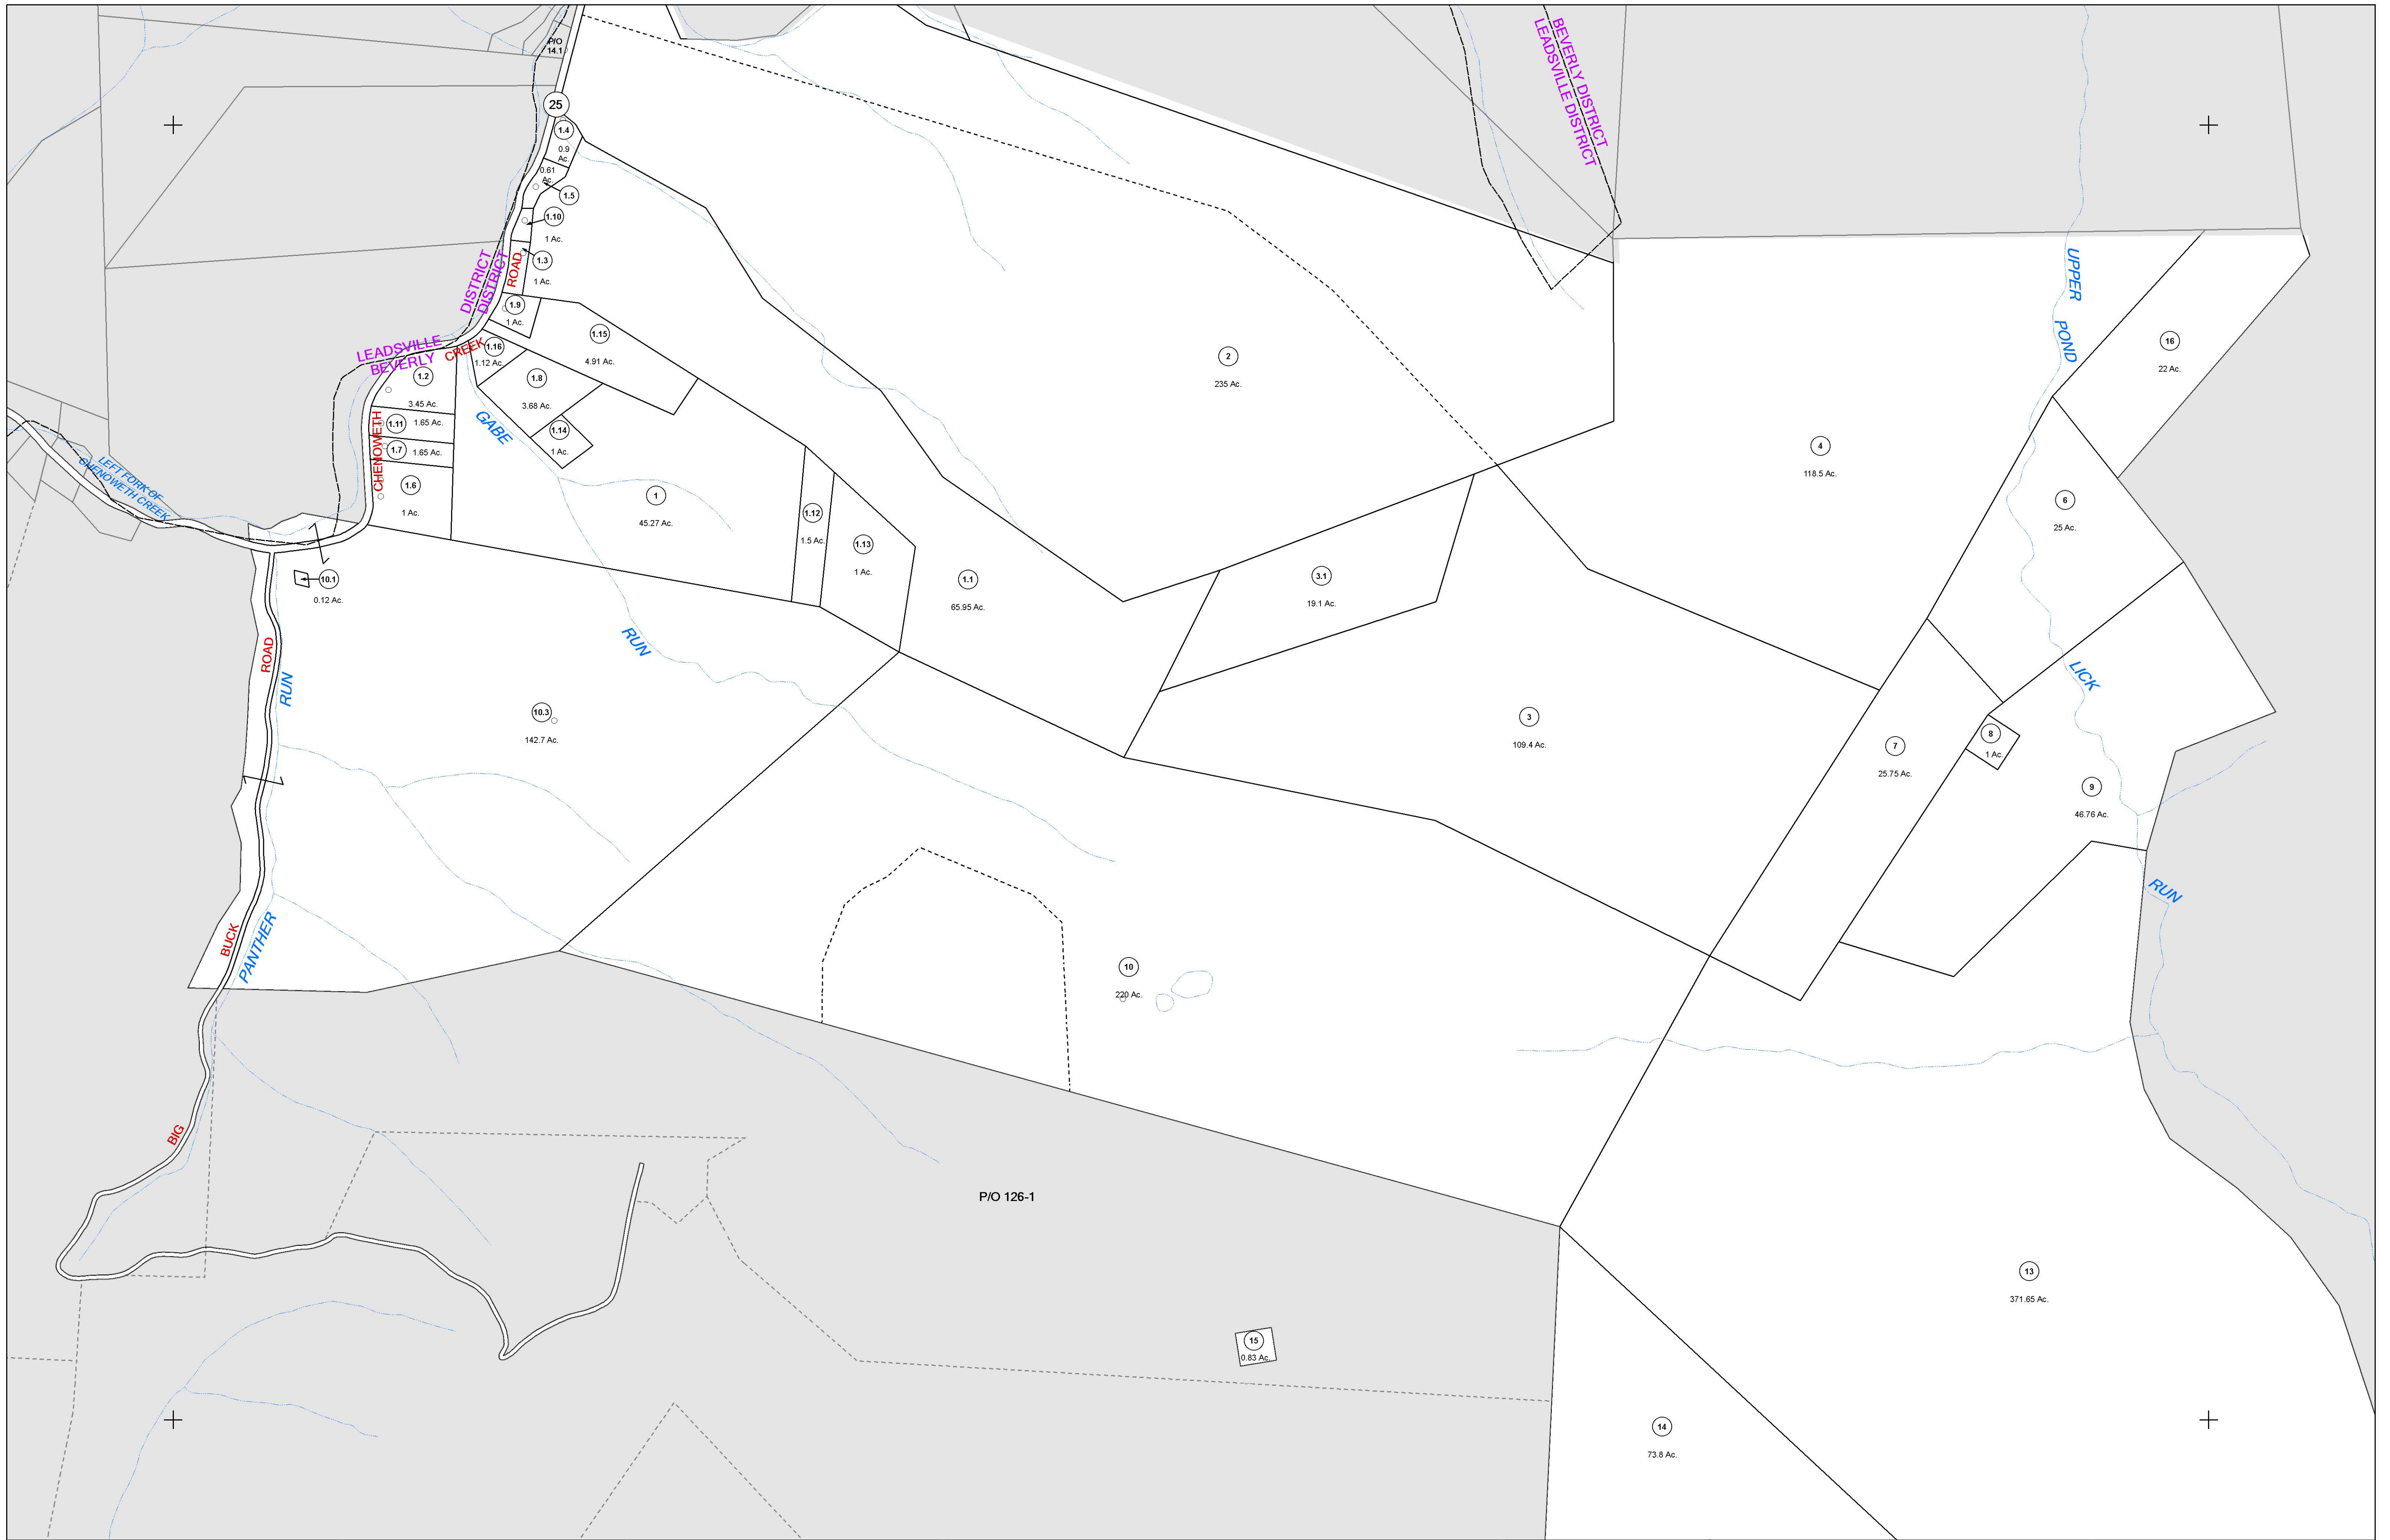 P/O
14.1
25
BEVERLY DISTRICT
LEADSVILLE DISTRICT
1.4
0.9
Ac.
0.61
Ac.
1.5
1.10
1 Ac.
1.3
1 Ac.
ROAD
DISTRICT
DISTRICT
1.9
1 Ac.
1.15
4.91 Ac.
LEADSVILLE
BEVERLY
CREEK
1.16
1.12 Ac.
1.2
3.45 Ac.
1.8
3.68 Ac.
1.11
1.65 Ac.
1.7
1.65 Ac.
1.14
1 Ac.
1.6
1 Ac.
CHENOWETH
GABE
RUN
LEFT FORK OF
CHENOWETH CREEK
1
45.27 Ac.
1.12
1.5 Ac.
1.13
1 Ac.
1.1
65.95 Ac.
2
235 Ac.
3.1
19.1 Ac.
4
118.5 Ac.
UPPER
POND
LICK
RUN
16
22 Ac.
6
25 Ac.
10.1
0.12 Ac.
ROAD
RUN
10.3
142.7 Ac.
3
109.4 Ac.
7
25.75 Ac.
8
1 Ac.
9
46.76 Ac.
BUCK
PANTHER
10
220 Ac.
BIG
P/O 126-1
13
371.65 Ac.
15
0.83 Ac.
14
73.8 Ac.